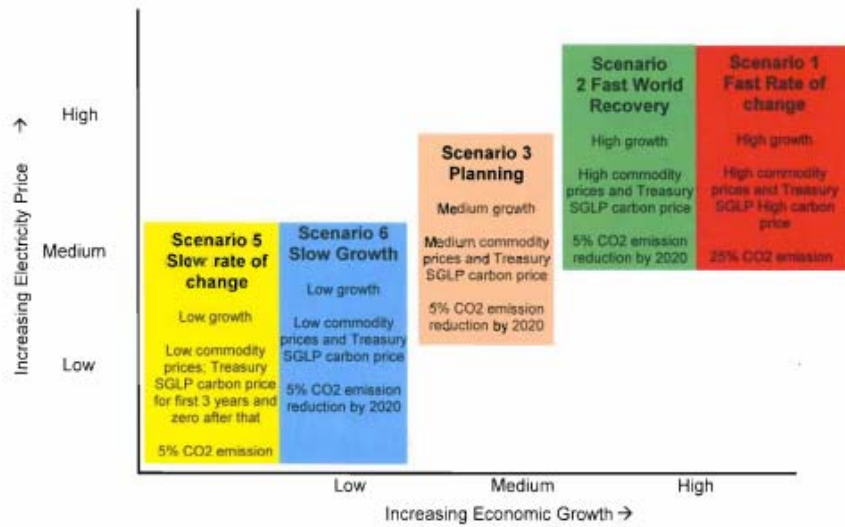 Increasing Electricity Price →
High
Medium
Low
Scenario 5
Slow rate of
change
Low growth
Low commodity
prices; Treasury
SGLP carbon price
for first 3 years and
zero after that
5% CO2 emission
Scenario 6
Slow Growth
Low growth
Low commodity
prices and Treasury
SGLP carbon price
5% CO2 emission
reduction by 2020
Scenario 3
Planning
Medium growth
Medium commodity
prices and Treasury
SGLP carbon price
5% CO2 emission
reduction by 2020
Scenario
2 Fast World
Recovery
High growth
High commodity
prices and Treasury
SGLP carbon price
5% CO2 emission
reduction by 2020
Scenario 1
Fast Rate of
change
High growth
High commodity
prices and Treasury
SGLP High carbon
price
25% CO2 emission
Low
Medium
High
Increasing Economic Growth →